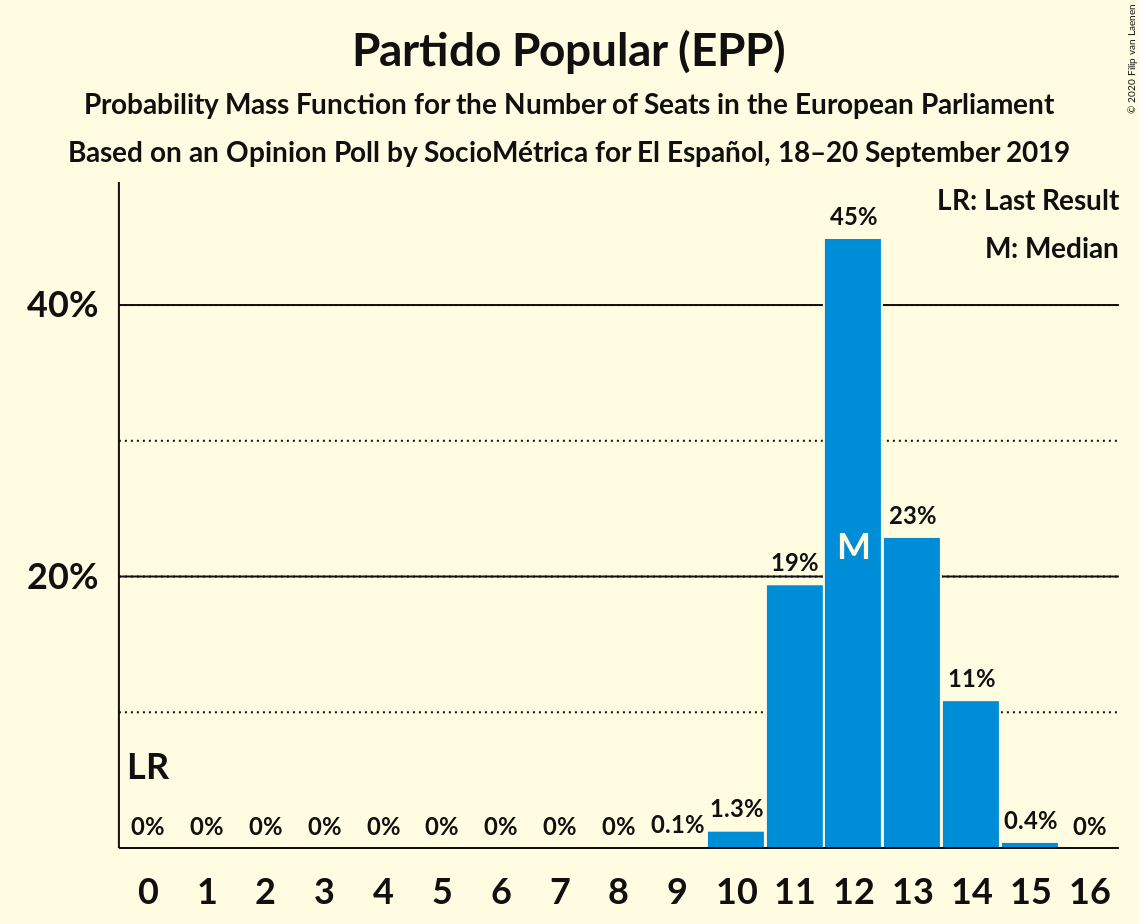 Partido Popular (EPP)
Probability Mass Function for the Number of Seats in the European Parliament
Based on an Opinion Poll by SocioMétrica for El Español, 18–20 September 2019
© 2020 Filip van Laenen
LR: Last Result
M: Median
45%
40%
23%
M
19%
20%
11%
LR
0% 0% 0% 0% 0% 0% 0% 0% 0% 0.1% 1.3% 0.4% 0%
0 1 2 3 4 5 6 7 8 9 10 11 12 13 14 15 16